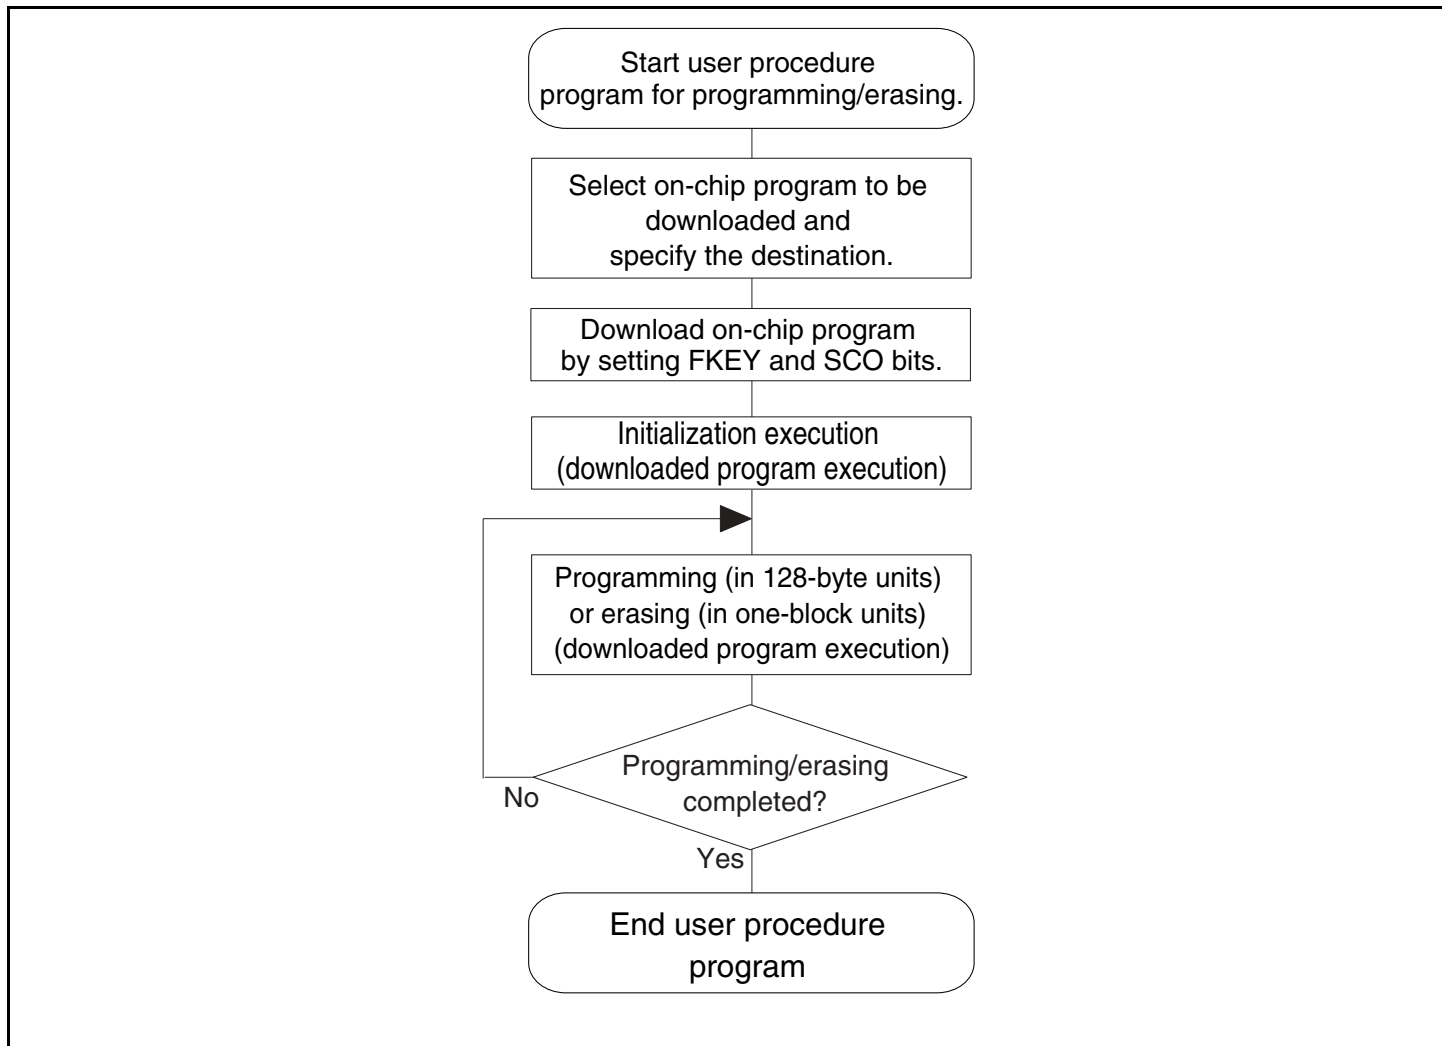 Start user procedure
program for programming/erasing.
Select on-chip program to be
downloaded and
specify the destination.
Download on-chip program
by setting FKEY and SCO bits.
Initialization execution
(downloaded program execution)
Programming (in 128-byte units)
or erasing (in one-block units)
(downloaded program execution)
Programming/erasing
completed?
No
Yes
End user procedure
program